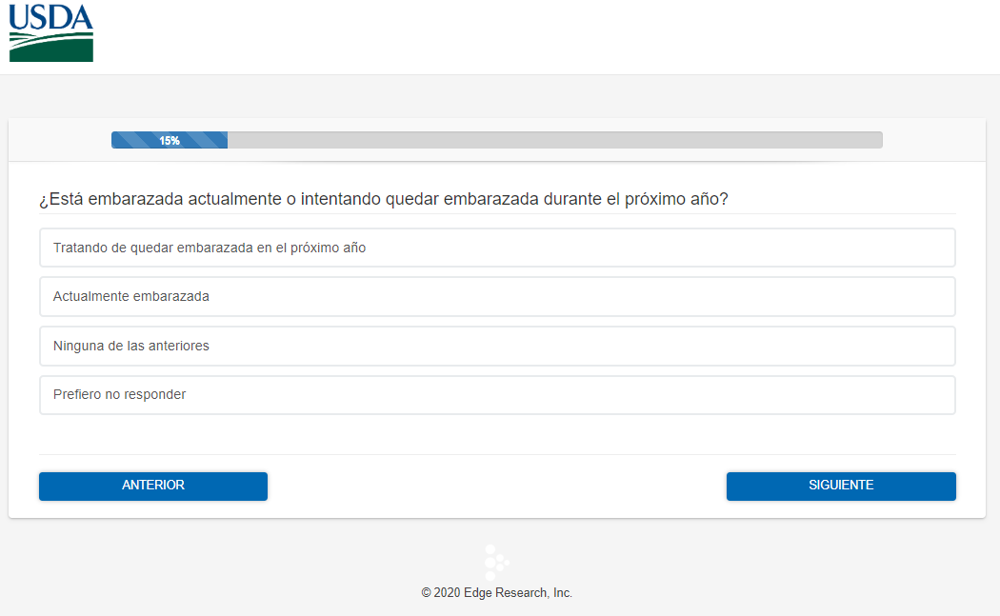 USDA
15%
¿Está embarazada actualmente o intentando quedar embarazada durante el próximo año?
Tratando de quedar embarazada en el próximo año
Actualmente embarazada
Ninguna de las anteriores
Prefiero no responder
ANTERIOR
SIGUIENTE
© 2020 Edge Research, Inc.